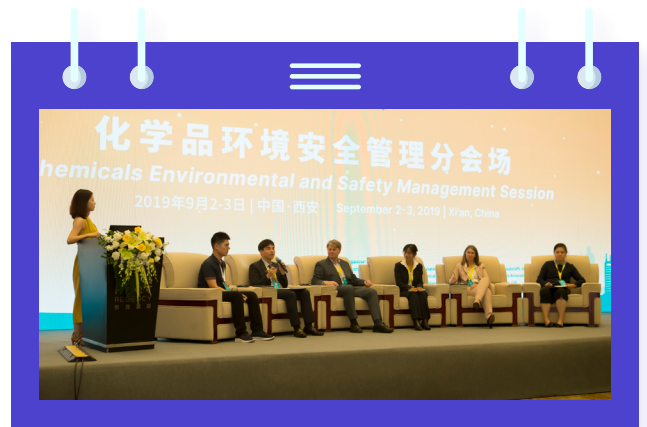 化学品环境安全管理分会场
hemicals Environmental and Safety Management Session
2019年9月2-3日 | 中国·西安 September 2-3, 2019 | Xi'an, China